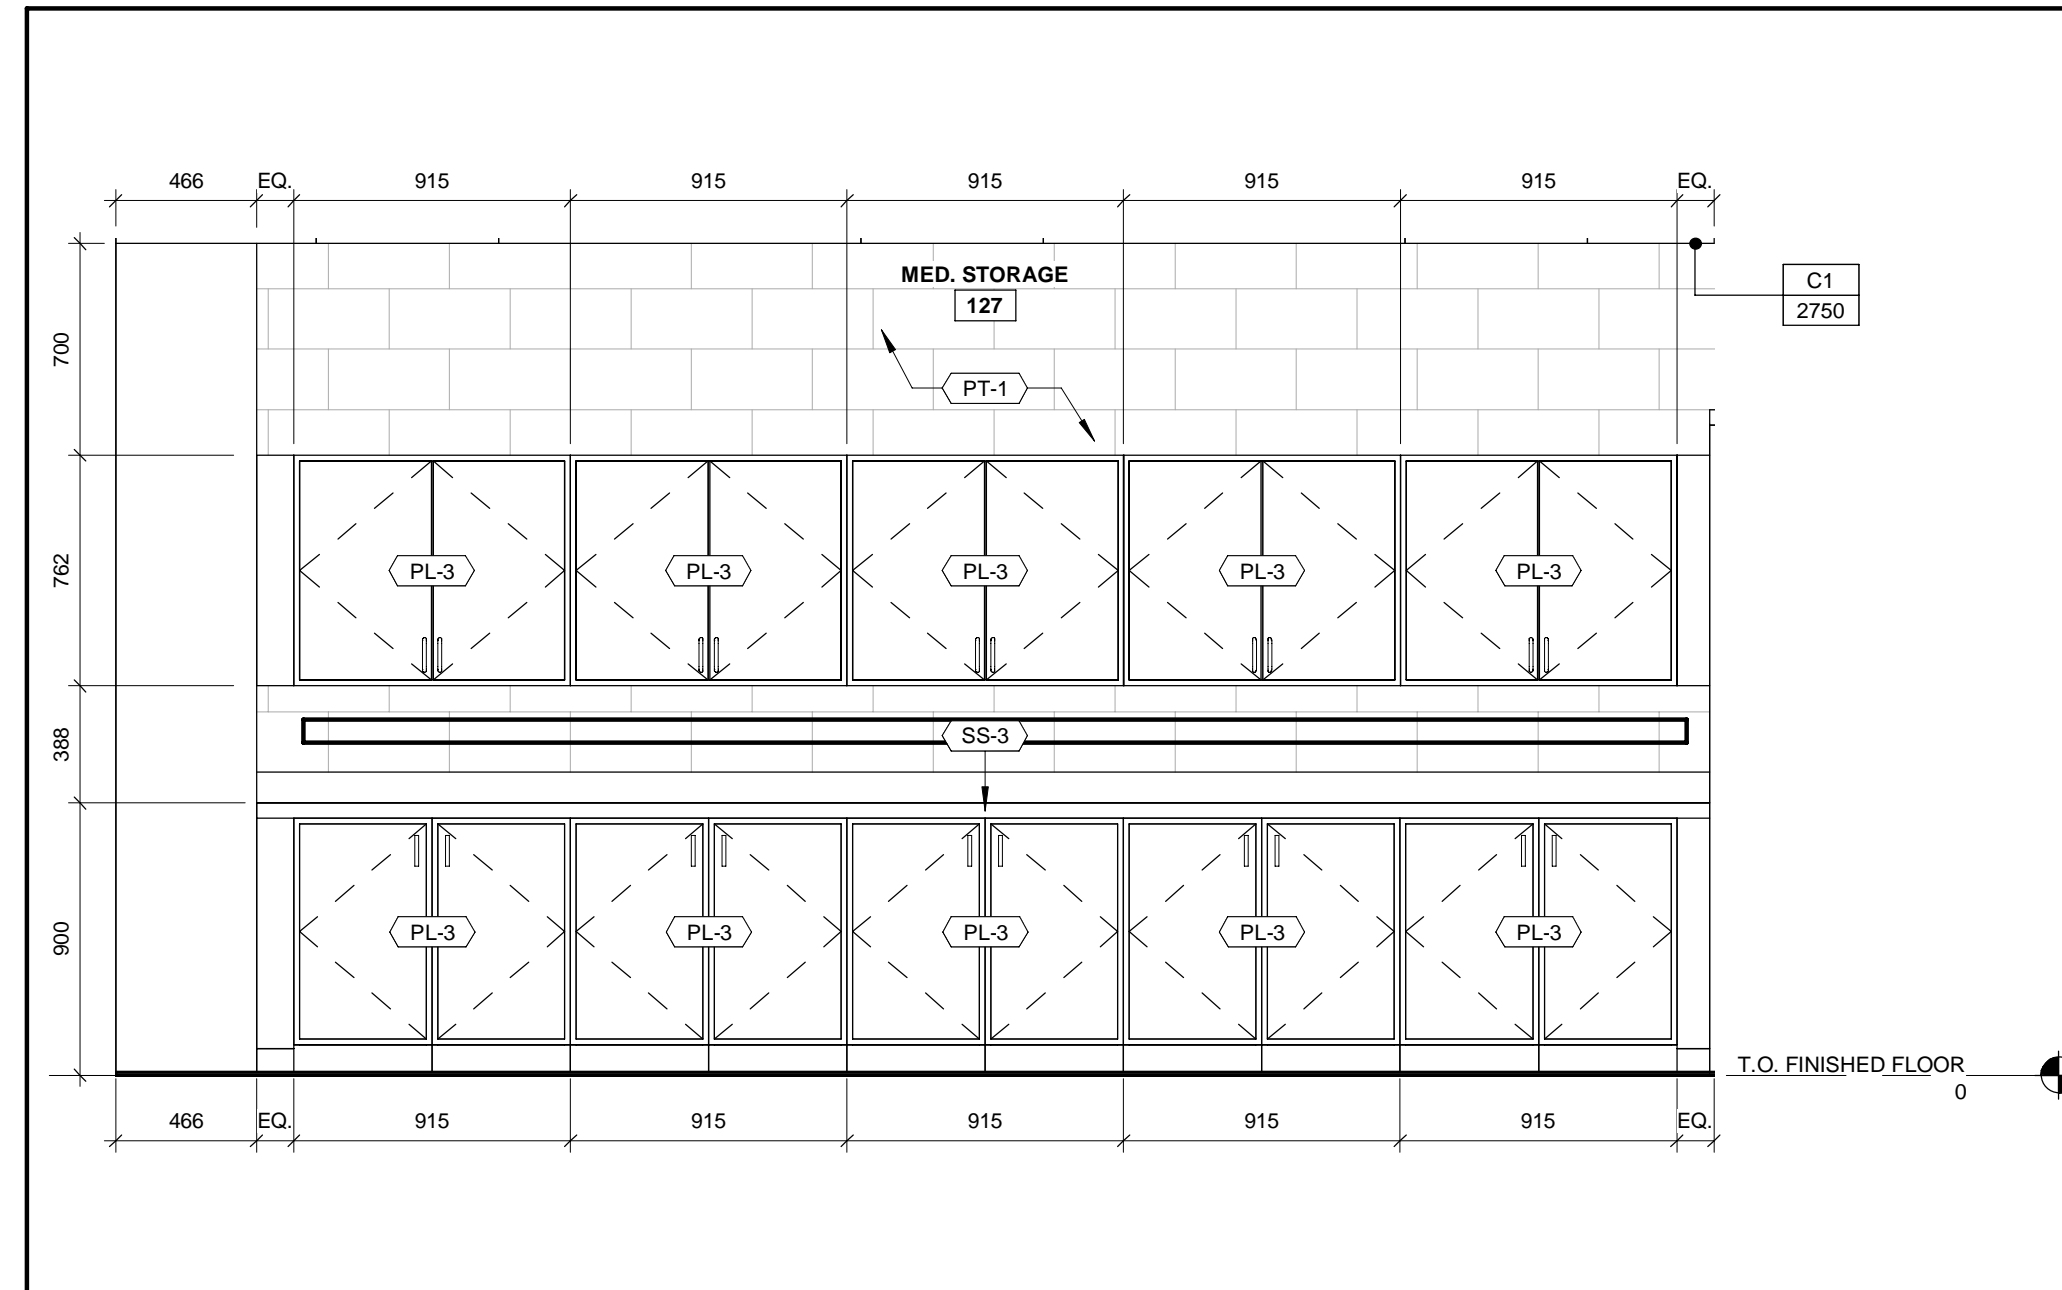 466 EQ. 915 915 915 915 915 EQ.
MED. STORAGE
127
C1
2750
700
PT-1
762
PL-3 PL-3 PL-3 PL-3 PL-3
388
SS-3
900
PL-3 PL-3 PL-3 PL-3 PL-3
T.O. FINISHED FLOOR
0
466 EQ. 915 915 915 915 915 EQ.